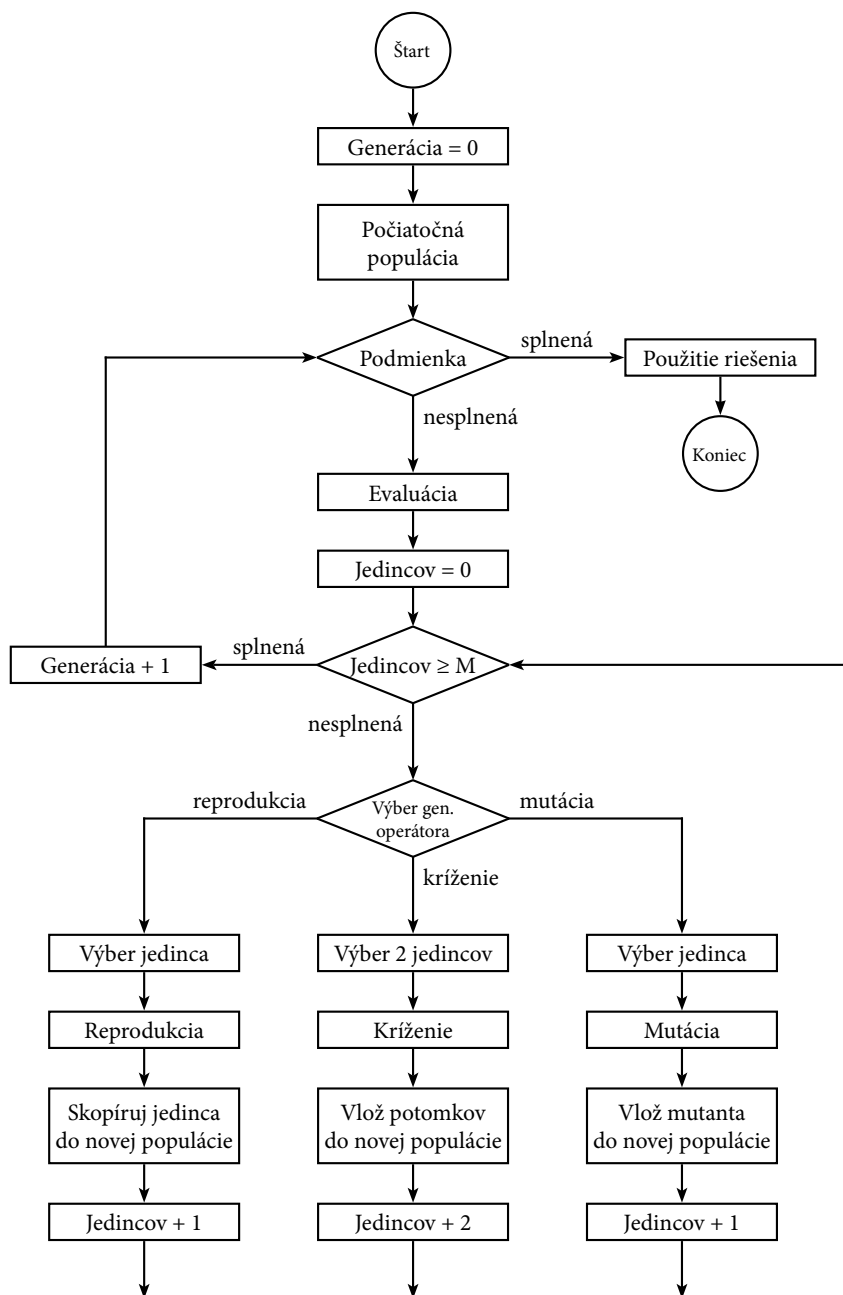 Štart
Generácia = 0
Počiatočná
populácia
Podmienka
splnená
Použitie riešenia
nesplnená
Koniec
Evaluácia
Jedincov = 0
splnená
Generácia + 1
Jedincov ≥ M
nesplnená
reprodukcia
Výber gen.
operátora
mutácia
kríženie
Výber jedinca
Výber 2 jedincov
Výber jedinca
Reprodukcia
Kríženie
Mutácia
Skopíruj jedinca
do novej populácie
Vlož potomkov
do novej populácie
Vlož mutanta
do novej populácie
Jedincov + 1
Jedincov + 2
Jedincov + 1